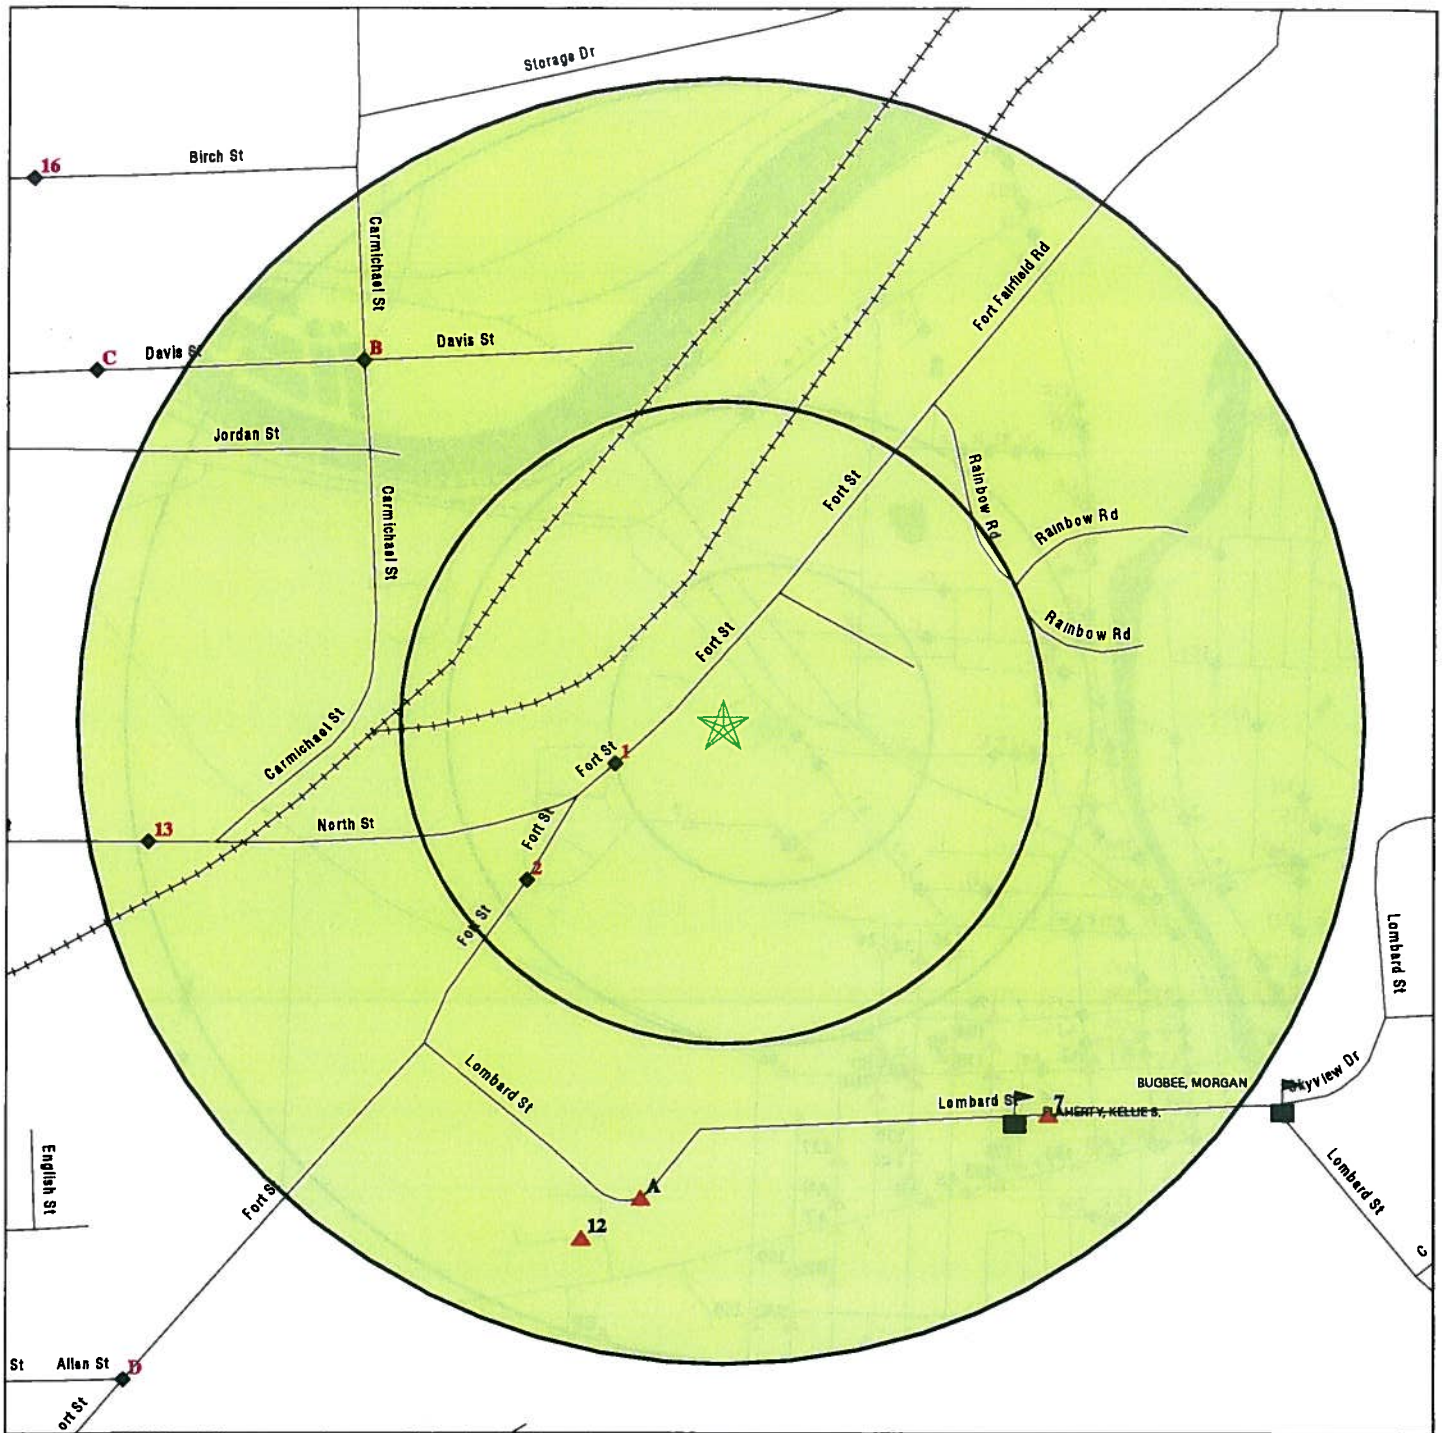 Storage Dr
Birch St
16
Carmichael St
Fort Fairfield Rd
Davis St
C
B
Davis St
Jordan St
Carmichael St
Rainbow Rd
Rainbow Rd
Fort St
Rainbow Rd
Fort St
Carmichael St
Fort St
1
13
North St
Fort St
2
Fort St
Lombard St
Lombard St
Skyview Dr
BUGBEE, MORGAN
Lombard St
7
KELLIE S.
English St
Lombard St
A
12
Fort St
St
Allan St
D
ort St